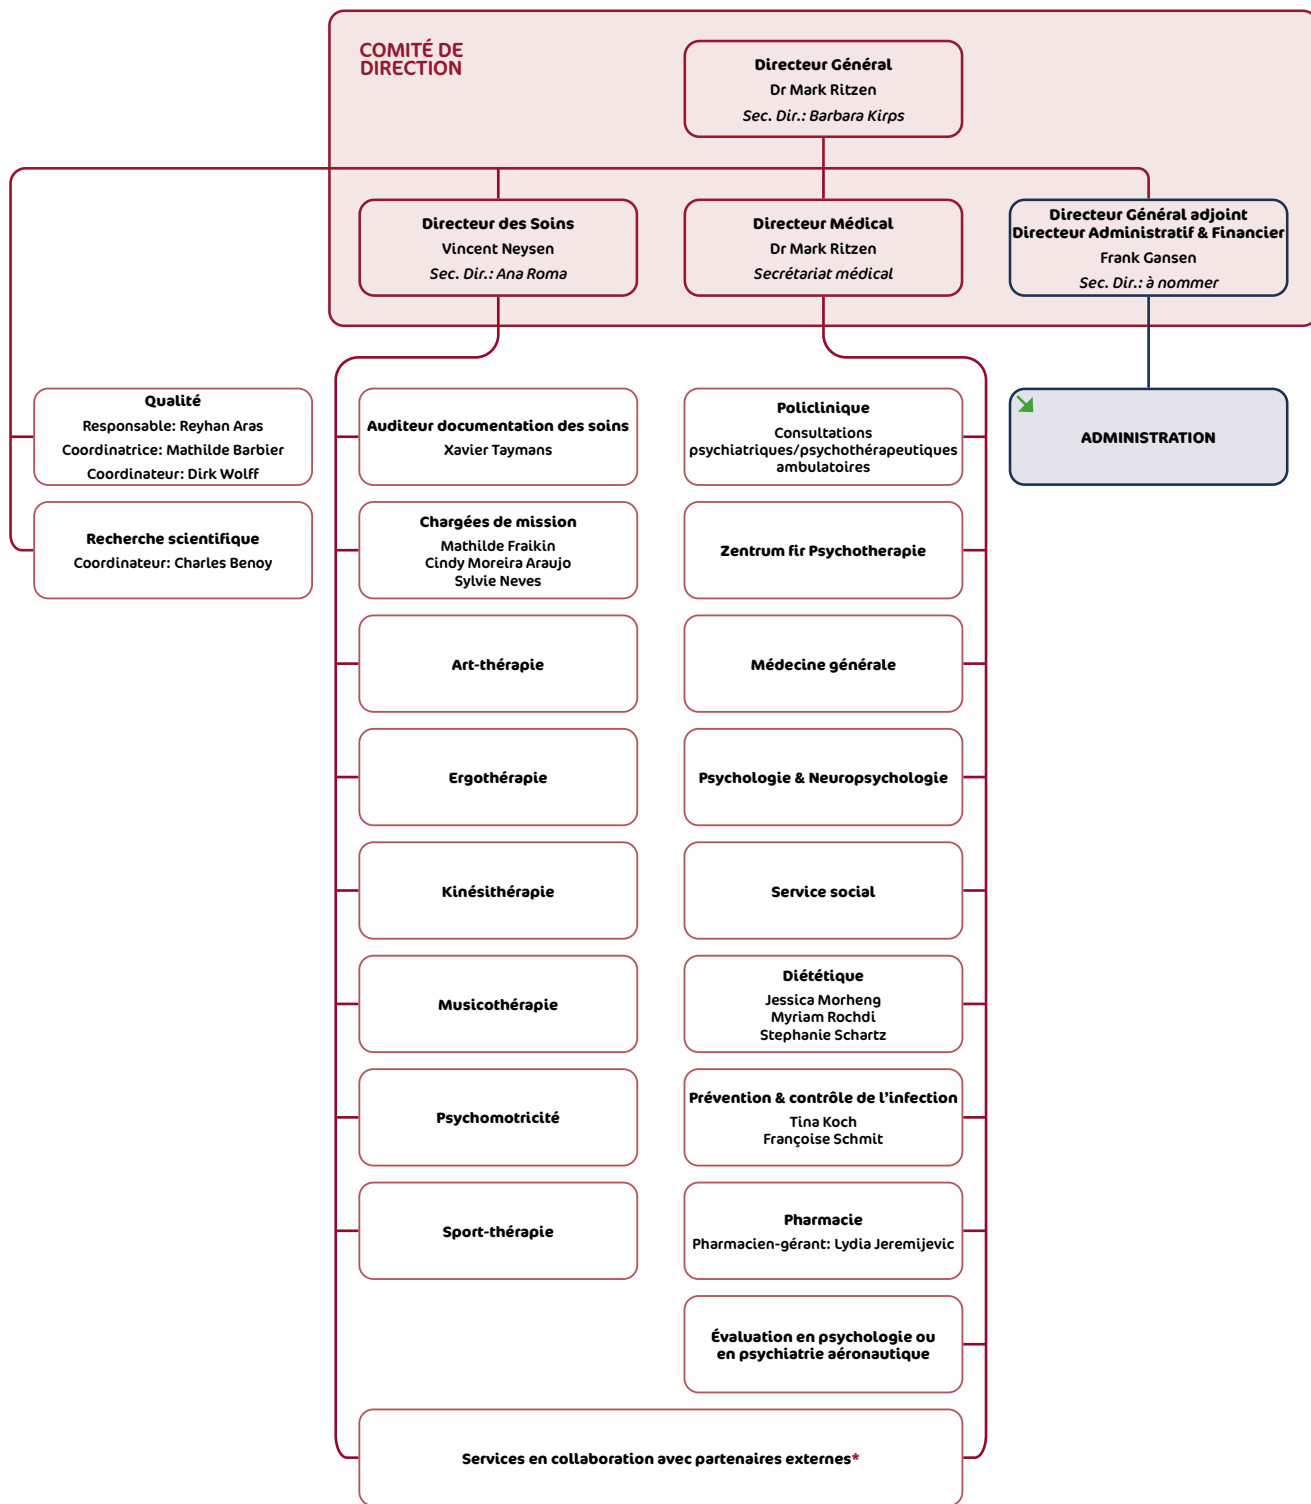 COMITÉ DE
DIRECTION
Directeur Général
Dr Mark Ritzen
Sec. Dir.: Barbara Kirps
Directeur des Soins
Vincent Neysen
Sec. Dir.: Ana Roma
Directeur Médical
Dr Mark Ritzen
Secrétariat médical
Directeur Général adjoint
Directeur Administratif & Financier
Frank Gansen
Sec. Dir.: à nommer
Qualité
Responsable: Reyhan Aras
Coordinatrice: Mathilde Barbier
Coordinateur: Dirk Wolff
Recherche scientifique
Coordinateur: Charles Benoy
Auditeur documentation des soins
Xavier Taymans
Chargées de mission
Mathilde Fraikin
Cindy Moreira Araujo
Sylvie Neves
Art-thérapie
Ergothérapie
Kinésithérapie
Musicothérapie
Psychomotricité
Sport-thérapie
Policlinique
Consultations
psychiatriques/psychothérapeutiques
ambulatoires
Zentrum fir Psychotherapie
Médecine générale
Psychologie & Neuropsychologie
Service social
Diététique
Jessica Morheng
Myriam Rochdi
Stephanie Schartz
Prévention & contrôle de l'infection
Tina Koch
Françoise Schmit
Pharmacie
Pharmacien-gérant: Lydia Jeremijevic
Évaluation en psychologie ou
en psychiatrie aéronautique
ADMINISTRATION
Services en collaboration avec partenaires externes*